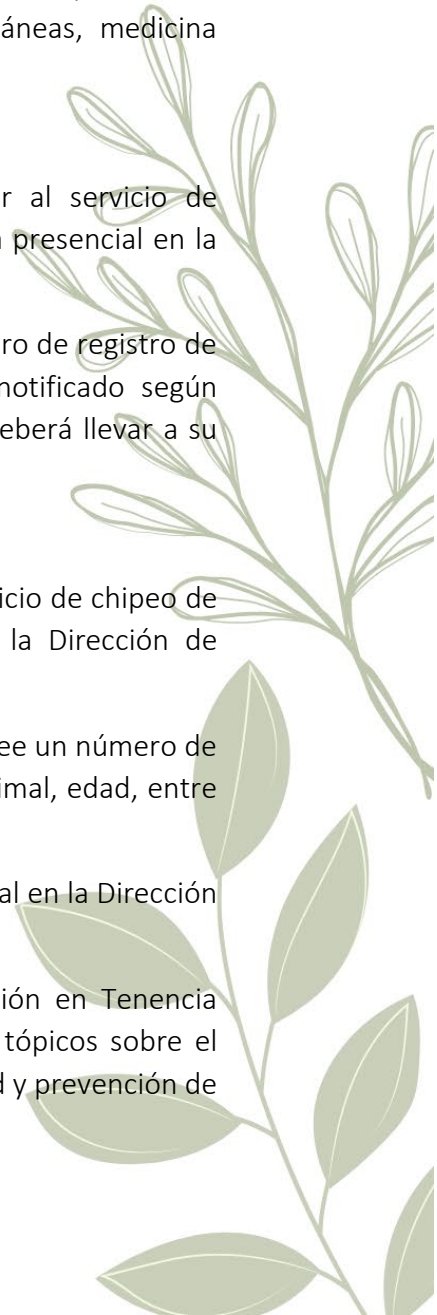 áneas, medicina
r al servicio de
presencial en la
ro de registro de
notificado según
eberá llevar a su
icio de chipeo de
la Dirección de
ee un número de
imal, edad, entre
al en la Dirección
ión en Tenencia
tópicos sobre el
d y prevención de